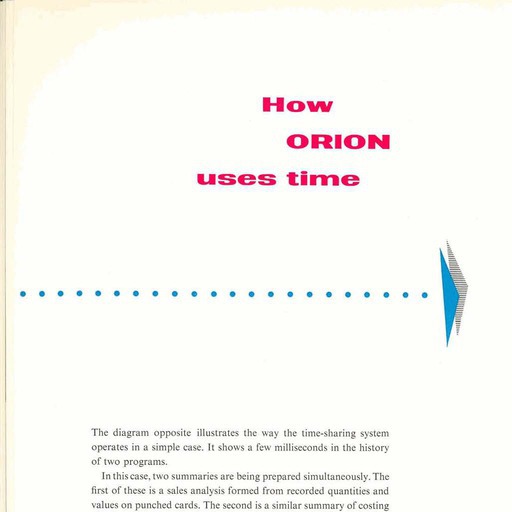 How
ORION
uses time
The diagram opposite illustrates the way the time-sharing system
operates in a simple case. It shows a few milliseconds in the history
of two programs.
In this case, two summaries are being prepared simultaneously. The
first of these is a sales analysis formed from recorded quantities and
values on punched cards. The second is a similar summary of costing